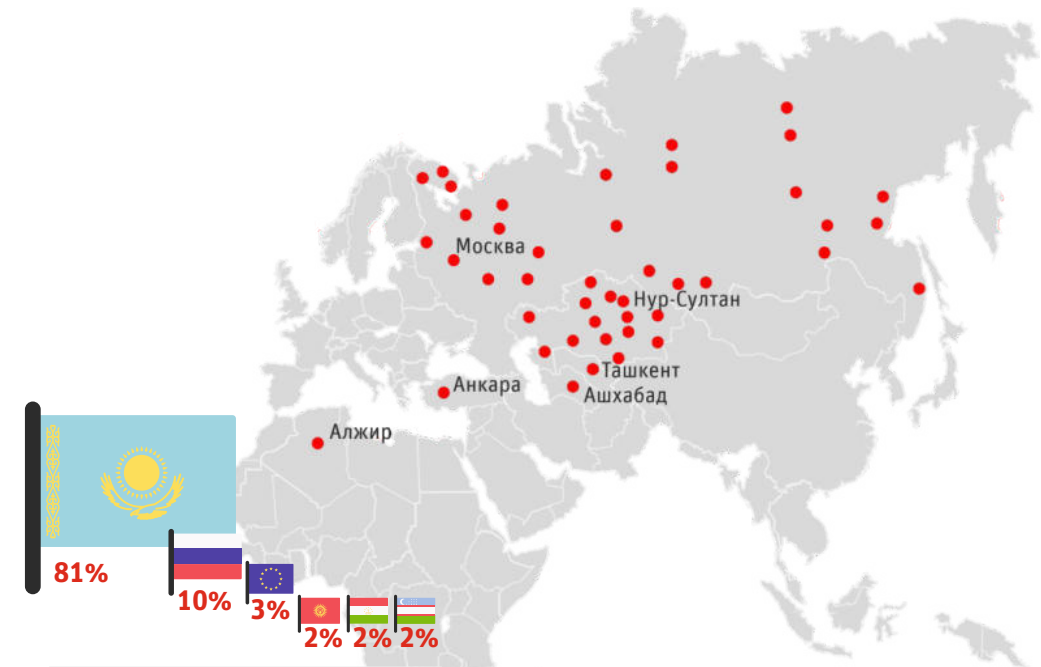 Москва
Нур-Султан
Ташкент
Анкара
Ашхабад
Алжир
81%
10%
3%
2% 2% 2%